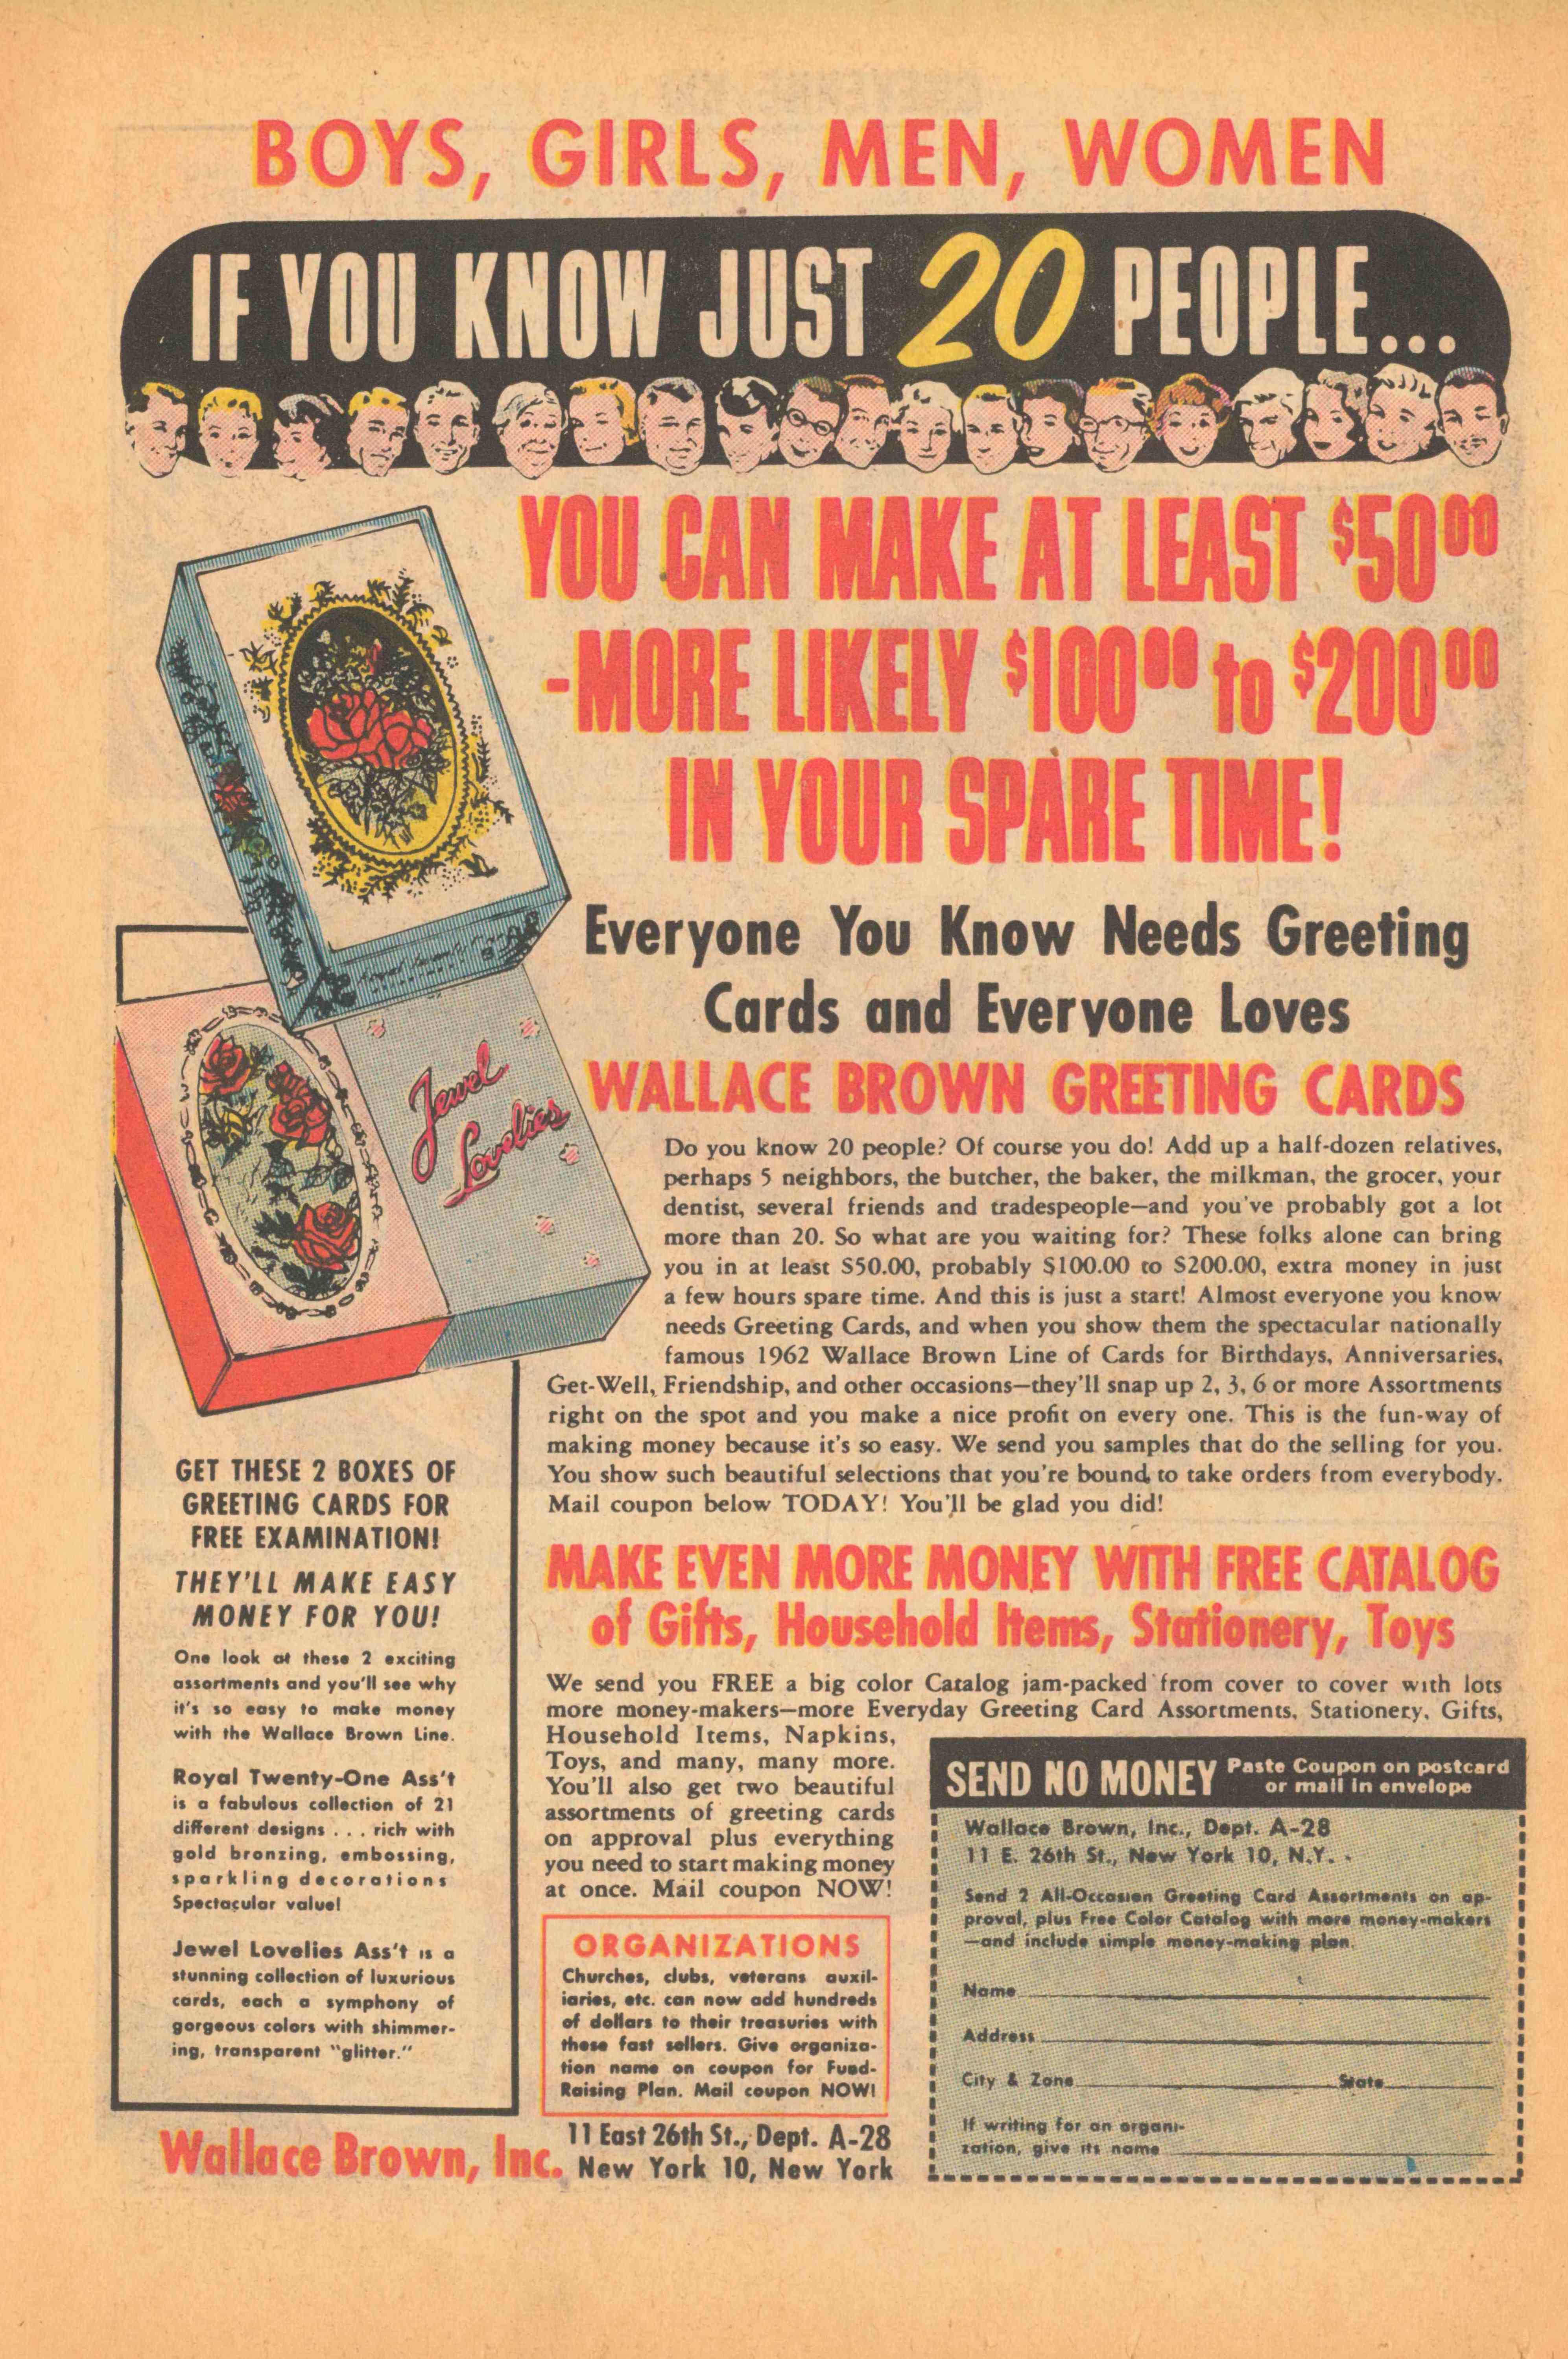 BOYS, GIRLS, MEN, WOMEN
IF YOU KNOW JUST 20 PEOPLE...
YOU CAN MAKE AT LEAST $50.00
-MORE LIKELY $100.00 to $200.00
IN YOUR SPARE TIME!
Everyone You Know Needs Greeting
Cards and Everyone Loves
WALLACE BROWN GREETING CARDS
Jewel
Lovelies
Do you know 20 people? Of course you do! Add up a half-dozen relatives,
perhaps 5 neighbors, the butcher, the baker, the milkman, the grocer, your
dentist, several friends and tradespeople—and you've probably got a lot
more than 20. So what are you waiting for? These folks alone can bring
you in at least $50.00, probably $100.00 to $200.00, extra money in just
a few hours spare time. And this is just a start! Almost everyone you know
needs Greeting Cards, and when you show them the spectacular nationally
famous 1962 Wallace Brown Line of Cards for Birthdays, Anniversaries,
Get-Well, Friendship, and other occasions—they'll snap up 2, 3, 6 or more Assortments
right on the spot and you make a nice profit on every one. This is the fun-way of
making money because it's so easy. We send you samples that do the selling for you.
You show such beautiful selections that you're bound to take orders from everybody.
Mail coupon below TODAY! You'll be glad you did!
GET THESE 2 BOXES OF
GREETING CARDS FOR
FREE EXAMINATION!
THEY'LL MAKE EASY
MONEY FOR YOU!
One look at these 2 exciting
assortments and you'll see why
it's so easy to make money
with the Wallace Brown Line.
Royal Twenty-One Ass't
is a fabulous collection of 21
different designs . . . rich with
gold bronzing, embossing,
sparkling decorations
Spectacular value!
Jewel Lovelies Ass't is a
stunning collection of luxurious
cards, each a symphony of
gorgeous colors with shimmer-
ing, transparent "glitter."
MAKE EVEN MORE MONEY WITH FREE CATALOG
of Gifts, Household Items, Stationery, Toys
We send you FREE a big color Catalog jam-packed from cover to cover with lots
more money-makers—more Everyday Greeting Card Assortments, Stationery, Gifts,
Household Items, Napkins,
Toys, and many, many more.
You'll also get two beautiful
assortments of greeting cards
on approval plus everything
you need to start making money
at once. Mail coupon NOW!
ORGANIZATIONS
Churches, clubs, veterans auxil-
iaries, etc. can now add hundreds
of dollars to their treasuries with
these fast sellers. Give organiza-
tion name on coupon for Fund-
Raising Plan. Mail coupon NOW!
Wallace Brown, Inc.
11 East 26th St., Dept. A-28
New York 10, New York
SEND NO MONEY
Paste Coupon on postcard
or mail in envelope
Wallace Brown, Inc., Dept. A-28
11 E. 26th St., New York 10, N.Y.
Send 2 All-Occasion Greeting Card Assortments on ap-
proval, plus Free Color Catalog with more money-makers
—and include simple money-making plan.
Name
Address
City & Zone State
If writing for an organi-
zation, give its name